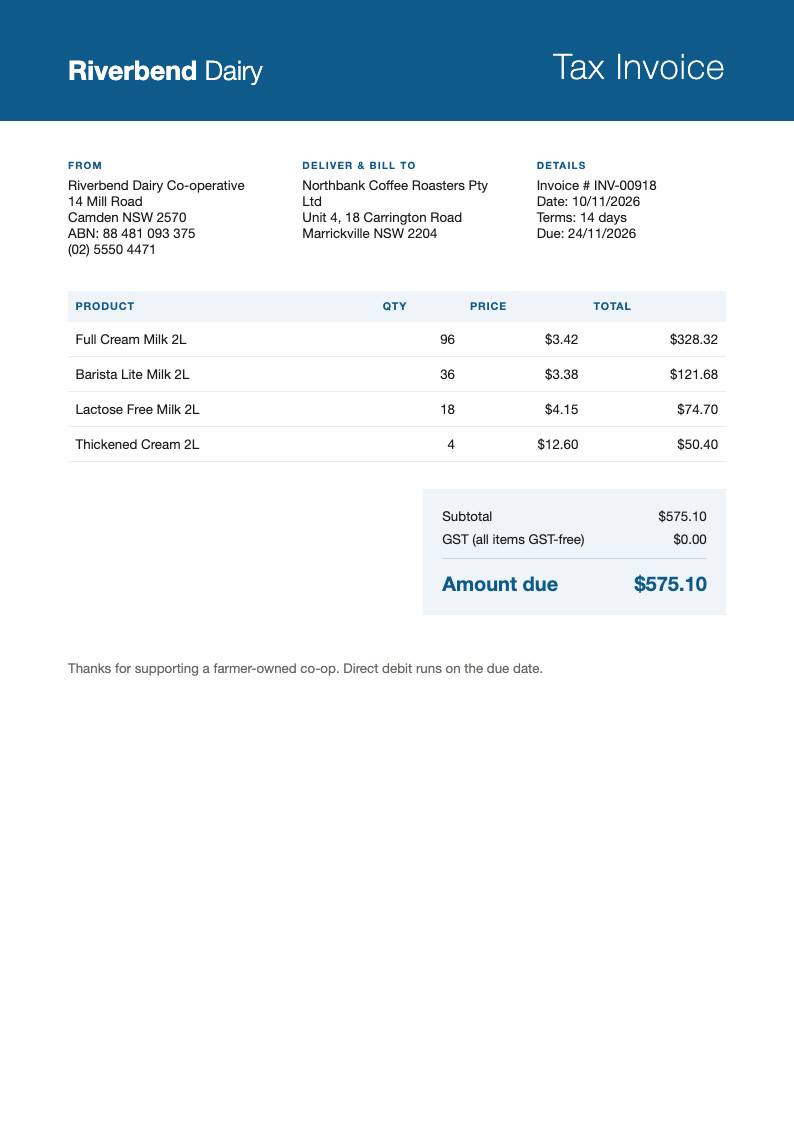 Riverbend Dairy
Tax Invoice
FROM
Riverbend Dairy Co-operative
14 Mill Road
Camden NSW 2570
ABN: 88 481 093 375
(02) 5550 4471
DELIVER & BILL TO
Northbank Coffee Roasters Pty
Ltd
Unit 4, 18 Carrington Road
Marrickville NSW 2204
DETAILS
Invoice # INV-00918
Date: 10/11/2026
Terms: 14 days
Due: 24/11/2026
PRODUCT QTY PRICE TOTAL
Full Cream Milk 2L 96 $3.42 $328.32
Barista Lite Milk 2L 36 $3.38 $121.68
Lactose Free Milk 2L 18 $4.15 $74.70
Thickened Cream 2L 4 $12.60 $50.40
Subtotal $575.10
GST (all items GST-free) $0.00
Amount due $575.10
Thanks for supporting a farmer-owned co-op. Direct debit runs on the due date.